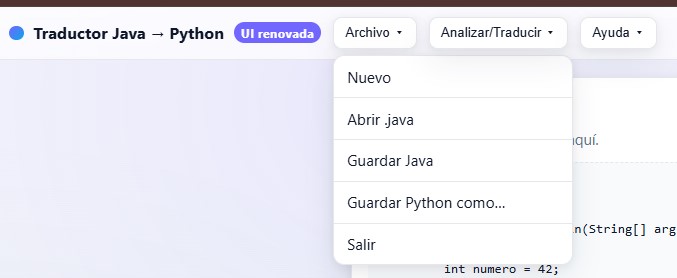 Traductor Java → Python UI renovada Archivo ▾ Analizar/Traducir ▾ Ayuda ▾
Nuevo
Abrir .java
aquí.
Guardar Java
Guardar Python como...
(String[] arg
Salir
int numero = 42;